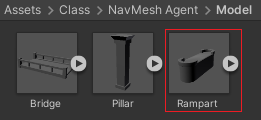 Assets > Class > NavMesh Agent > Model
Bridge Pillar Rampart